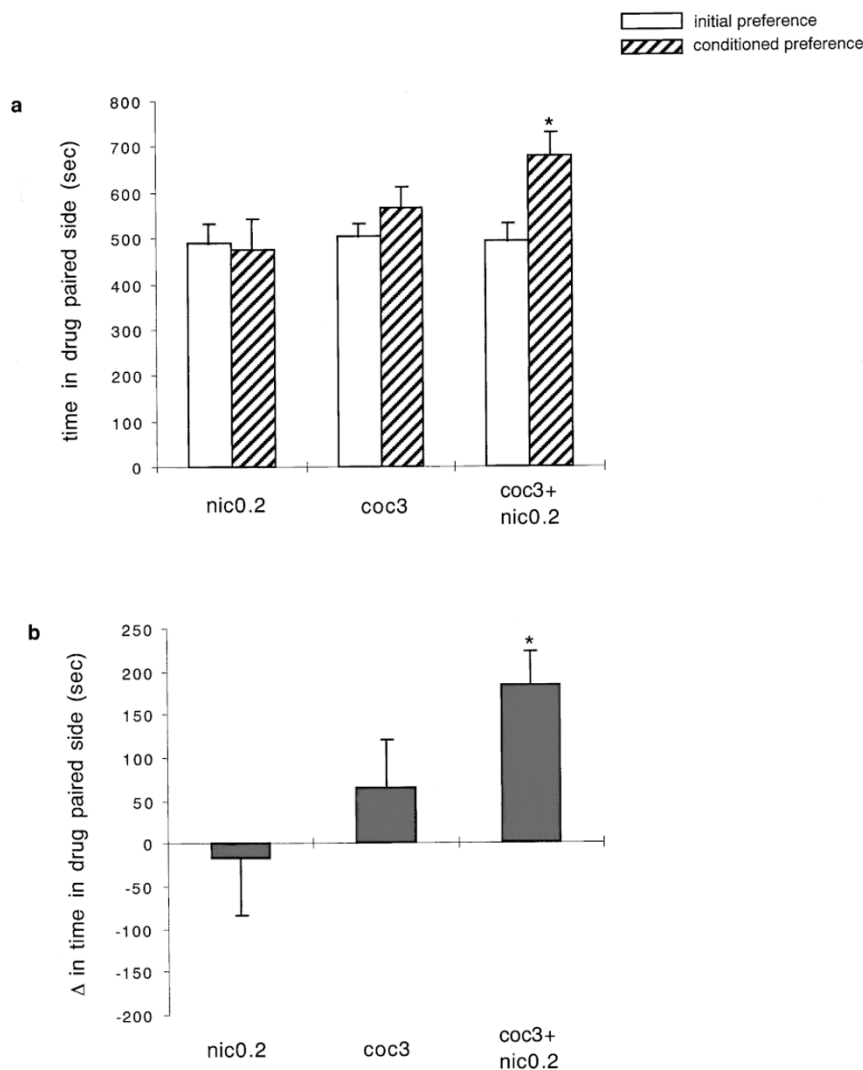 initial preference
conditioned preference
a
time in drug paired side (sec)
800
700
600
500
400
300
200
100
0
*
nic0.2
coc3
coc3+
nic0.2
b
Δ in time in drug paired side (sec)
250
200
150
100
50
0
-50
-100
-150
-200
*
nic0.2
coc3
coc3+
nic0.2